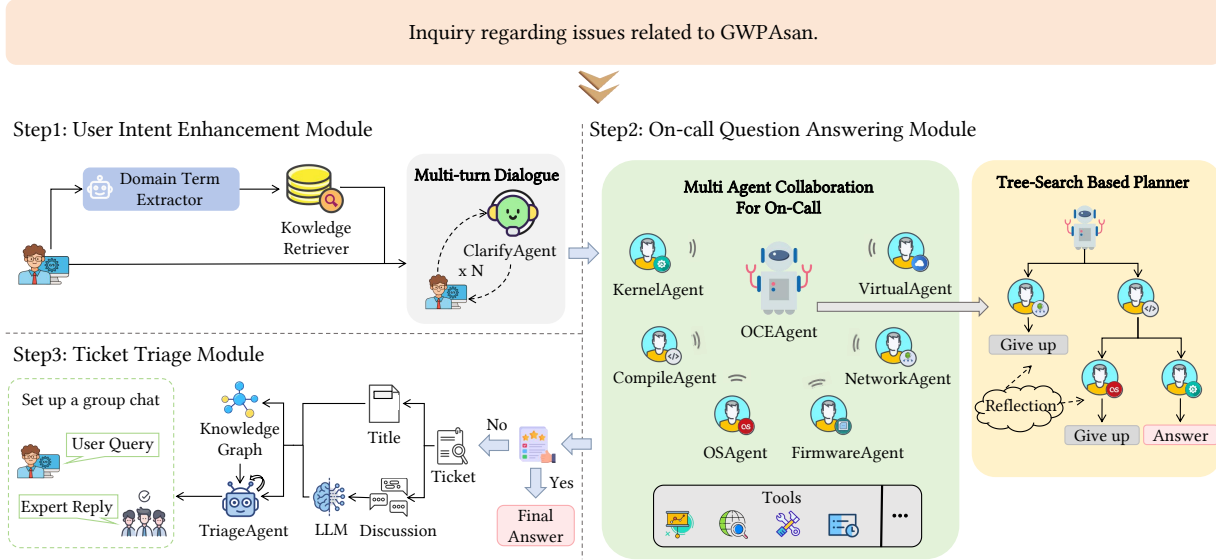 Inquiry regarding issues related to GWPAsan.
Step1: User Intent Enhancement Module
Domain Term
Extractor
Kowledge
Retriever
Multi-turn Dialogue
ClarifyAgent
x N
Step2: On-call Question Answering Module
Multi Agent Collaboration
For On-Call
KernelAgent
VirtualAgent
OCEAgent
CompileAgent
NetworkAgent
OS
OSAgent
FirmwareAgent
Tools
...
Tree-Search Based Planner
Give up
Reflection
OS
Give up
Answer
Step3: Ticket Triage Module
Set up a group chat
User Query
Expert Reply
Knowledge
Graph
TriageAgent
LLM
Title
Discussion
Ticket
No
Yes
Final
Answer